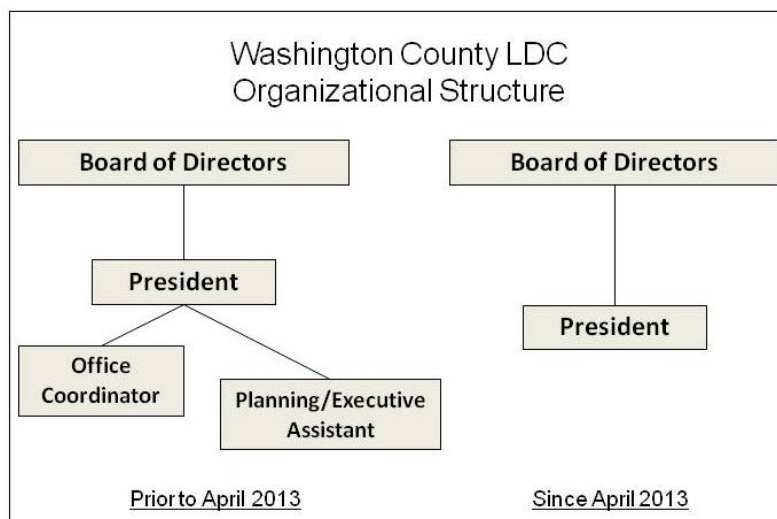 Washington County LDC
Organizational Structure
Board of Directors
President
Office
Coordinator
Planning/Executive
Assistant
Prior to April 2013
Board of Directors
President
Since April 2013